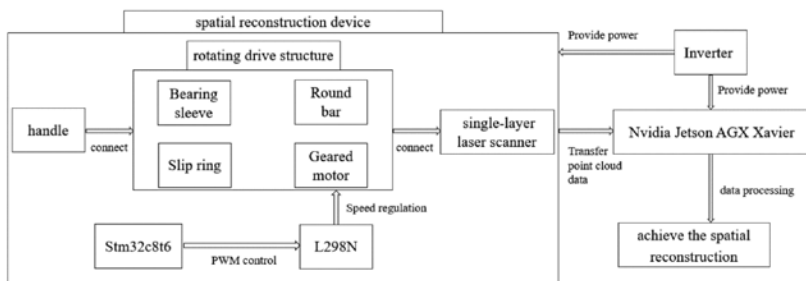 spatial reconstruction device
Provide power
rotating drive structure
Inverter
Bearing
sleeve
Round
bar
Provide power
handle
connect
single-layer
laser scanner
connect
Nvidia Jetson AGX Xavier
Transfer
point cloud
data
Slip ring
Geared
motor
data processing
Speed regulation
Stm32c8t6
PWM control
L298N
achieve the spatial
reconstruction